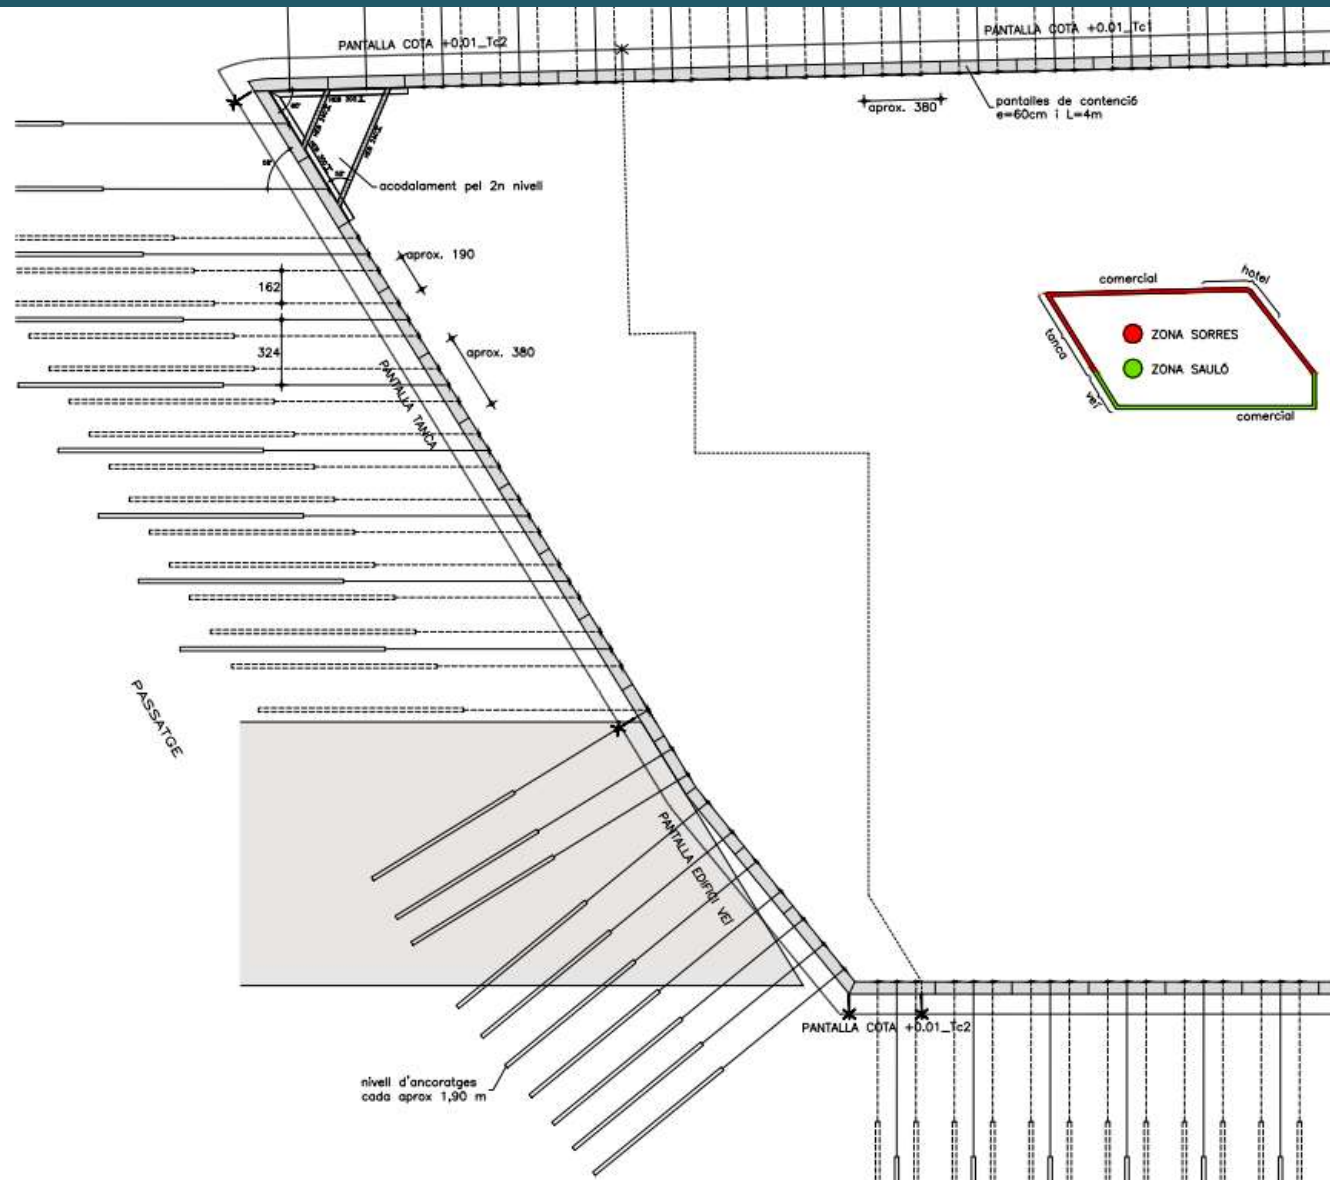 PANTALLA COTA +0.01_Tc2
PANTALLA COTA +0.01_Tc1
aprox. 380
pantalles de contenció
e=60cm i L=4m
acodalament pel 2n nivell
aprox. 190
162
324
aprox. 380
PANTALLA TANCA
comercial
hotel
tanca
veí
ZONA SORRES
ZONA SAULÓ
comercial
PASSATGE
PANTALLA EDIFICI VEÍ
PANTALLA COTA +0.01_Tc2
nivell d'ancoratges
cada aprox 1,90 m